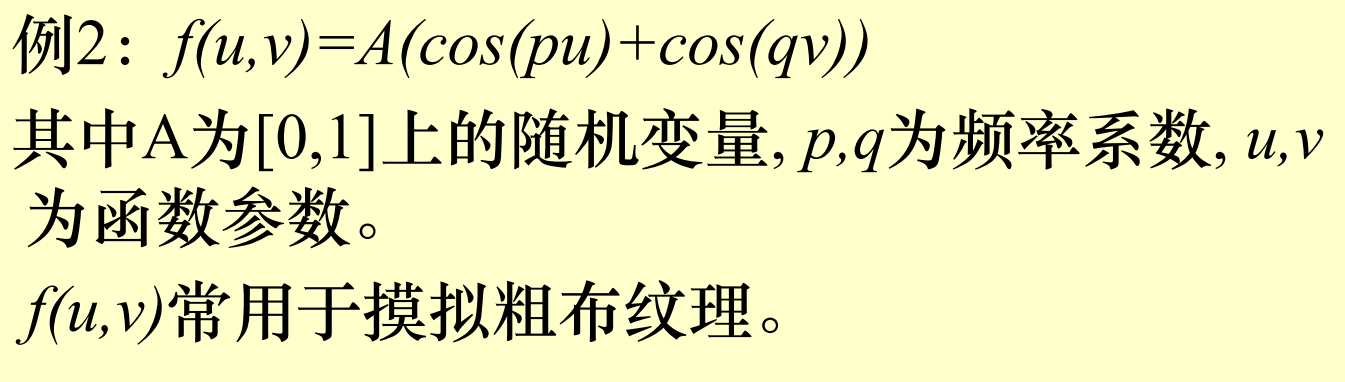 例2：f(u,v)=A(cos(pu)+cos(qv))
其中A为[0,1]上的随机变量, p,q为频率系数, u,v
为函数参数。
f(u,v)常用于摸拟粗布纹理。